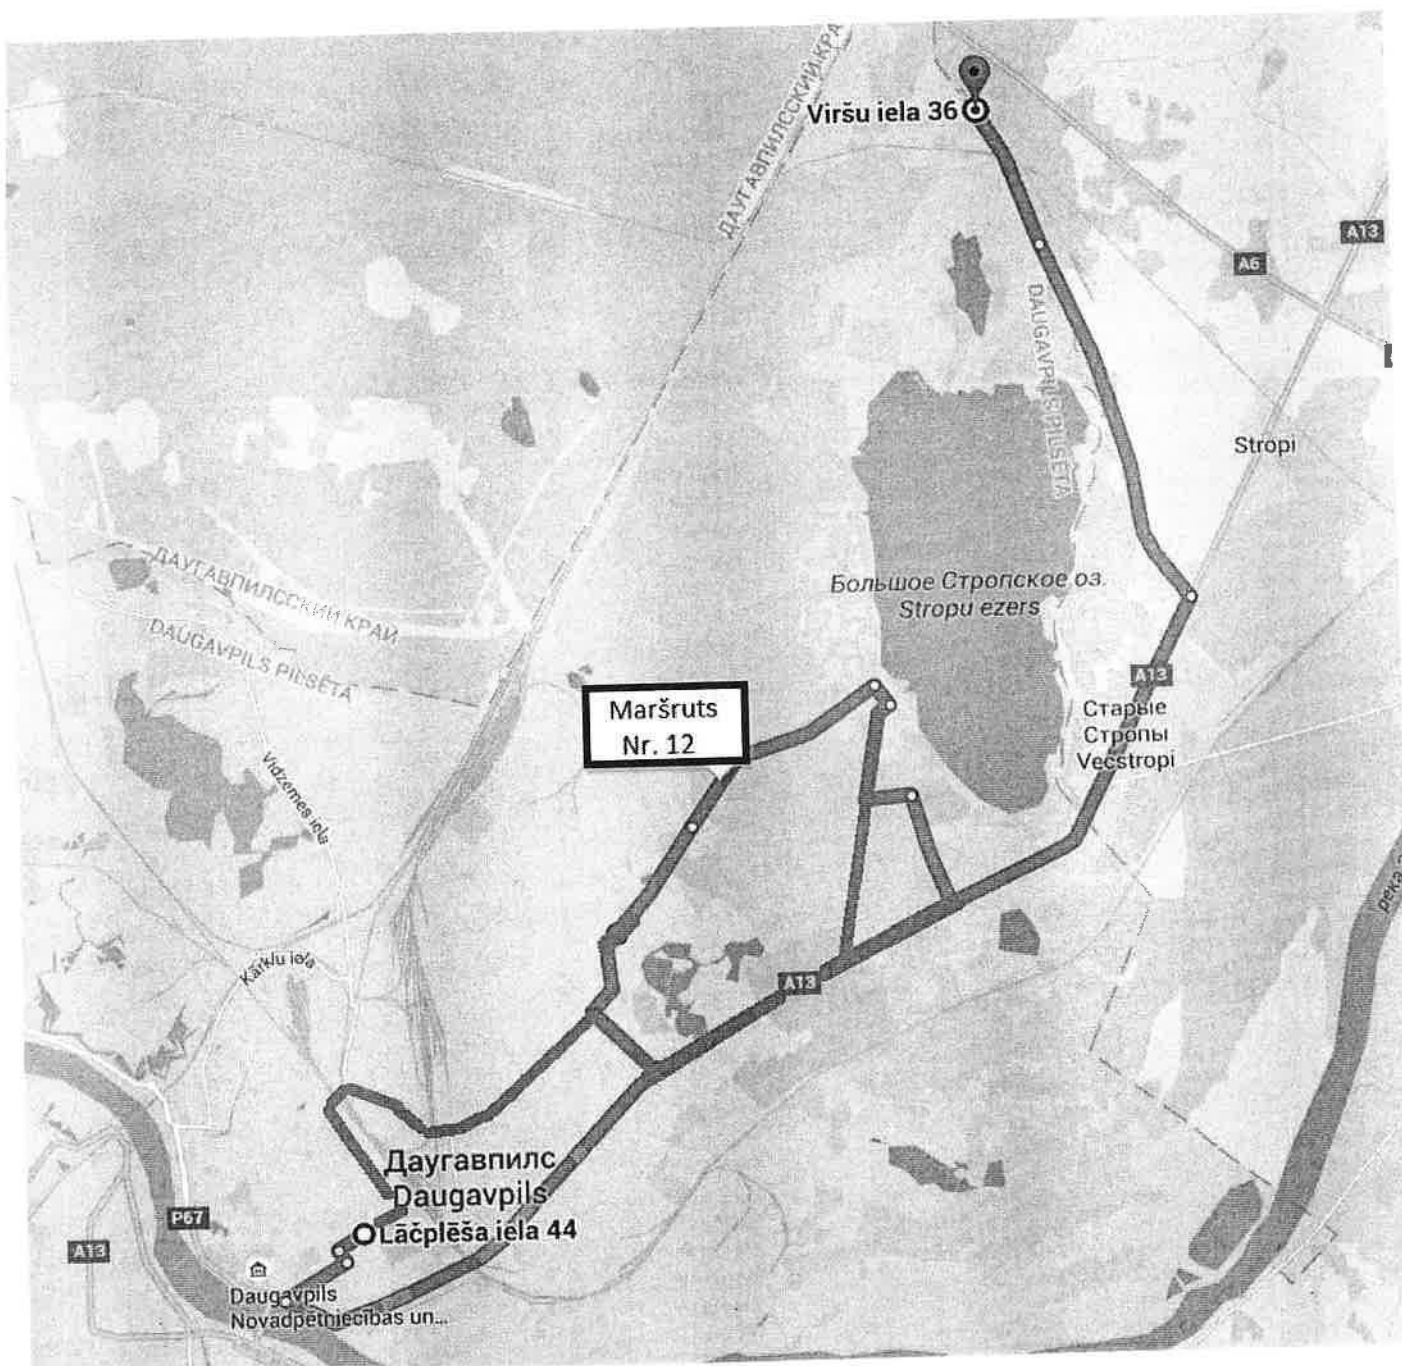 ДАУГАВПИЛССКИЙ КРА
Viršu iela 36
A13
A6
DAUGAVPILS PILSĒTA
Stropi
ДАУГАВПИЛССКИЙ КРАЙ
DAUGAVPILS PILSĒTA
Большое Стропское оз.
Stropu ezers
A13
Maršruts
Nr. 12
Старые
Стропы
Vecstropi
Vidzemes iela
река
Kārklu iela
A13
Даугавпилс
Daugavpils
P67
Lāčplēša iela 44
A13
Daugavpils
Novadpētniecības un...